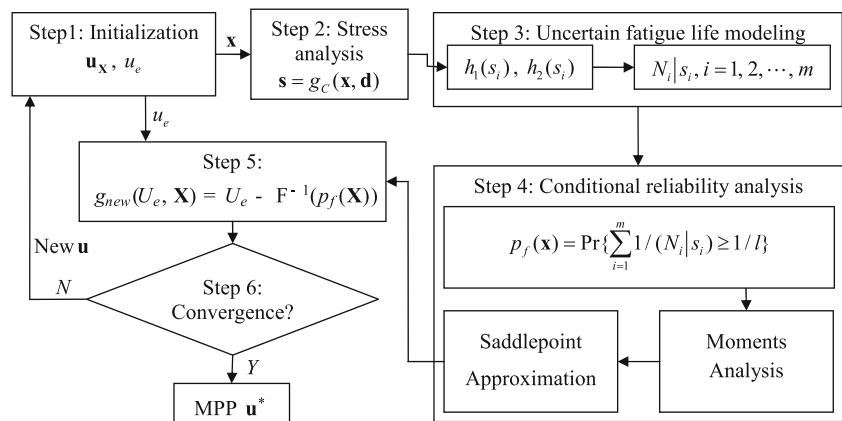 Step1: Initialization
𝐮_𝐗 , u_e
𝐱
Step 2: Stress
analysis
𝐬 = g_C(𝐱, 𝐝)
Step 3: Uncertain fatigue life modeling
h_1(s_i) , h_2(s_i)
N_i|s_i, i = 1, 2, ⋯, m
u_e
Step 5:
g_new(U_e, 𝐗) = U_e - F^{-1}(p_f(𝐗))
Step 4: Conditional reliability analysis
p_f(𝐱) = Pr{∑_{i=1}^{m} 1/(N_i|s_i) ≥ 1/l}
New 𝐮
N
Step 6:
Convergence?
Saddlepoint
Approximation
Moments
Analysis
Y
MPP 𝐮*